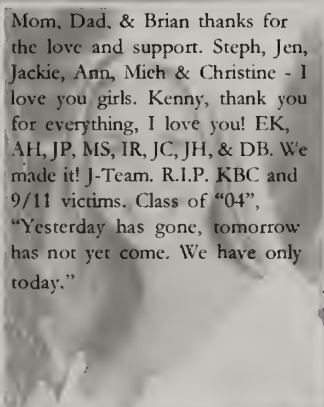 Mom, Dad, & Brian thanks for
the love and support. Steph, Jen,
Jackie, Ann, Mich & Christine - I
love you girls. Kenny, thank you
for everything, I love you! EK,
AH, JP, MS, IR, JC, JH, & DB. We
made it! J-Team. R.I.P. KBC and
9/11 victims. Class of “04”,
“Yesterday has gone, tomorrow
has not yet come. We have only
today.”